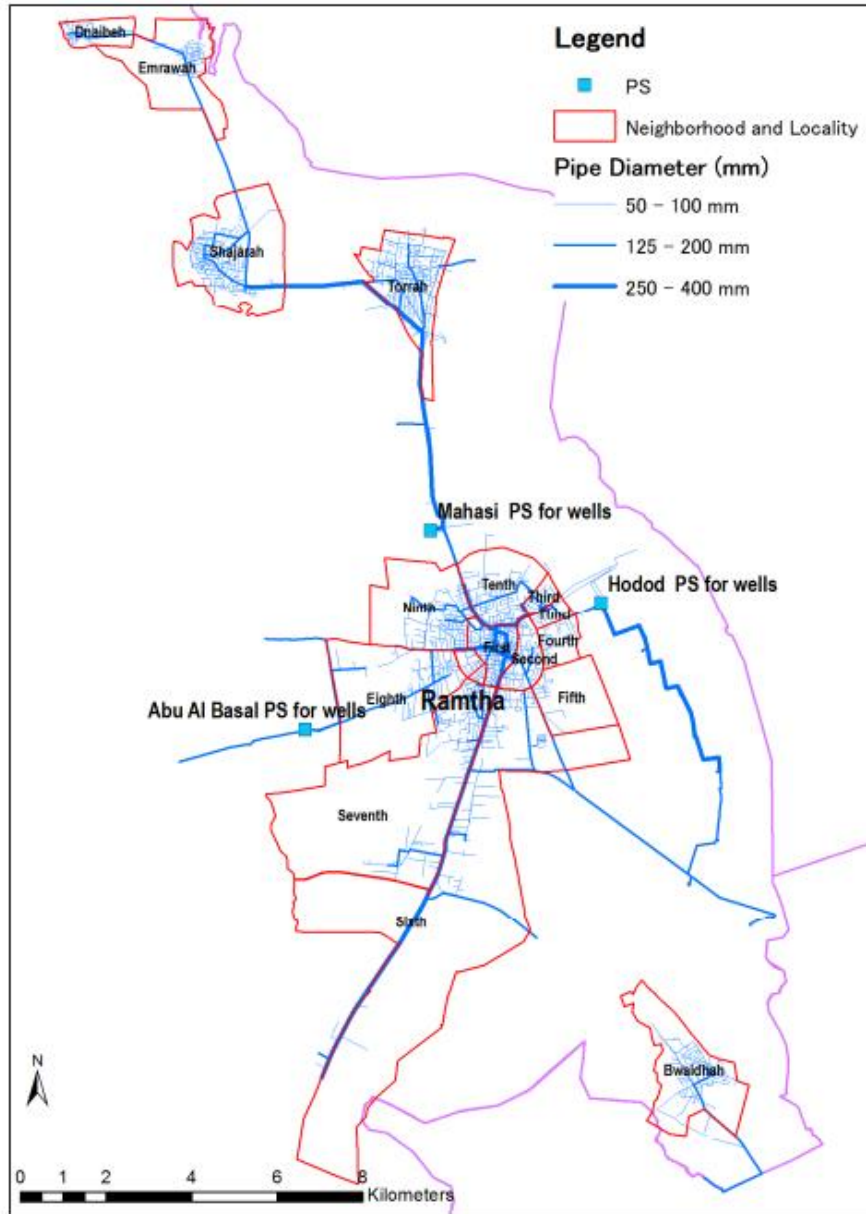 Legend
PS
Neighborhood and Locality
Pipe Diameter (mm)
50 - 100 mm
125 - 200 mm
250 - 400 mm
Dnaibeh
Emrawah
Shajarah
Torrah
Mahasi PS for wells
Hodod PS for wells
Tenth
Third
Third
Ninth
First
Second
Fourth
Eighth
Ramtha
Fifth
Abu Al Basal PS for wells
Seventh
Sixth
Bwaidhah
N
0 1 2 4 6 8
Kilometers